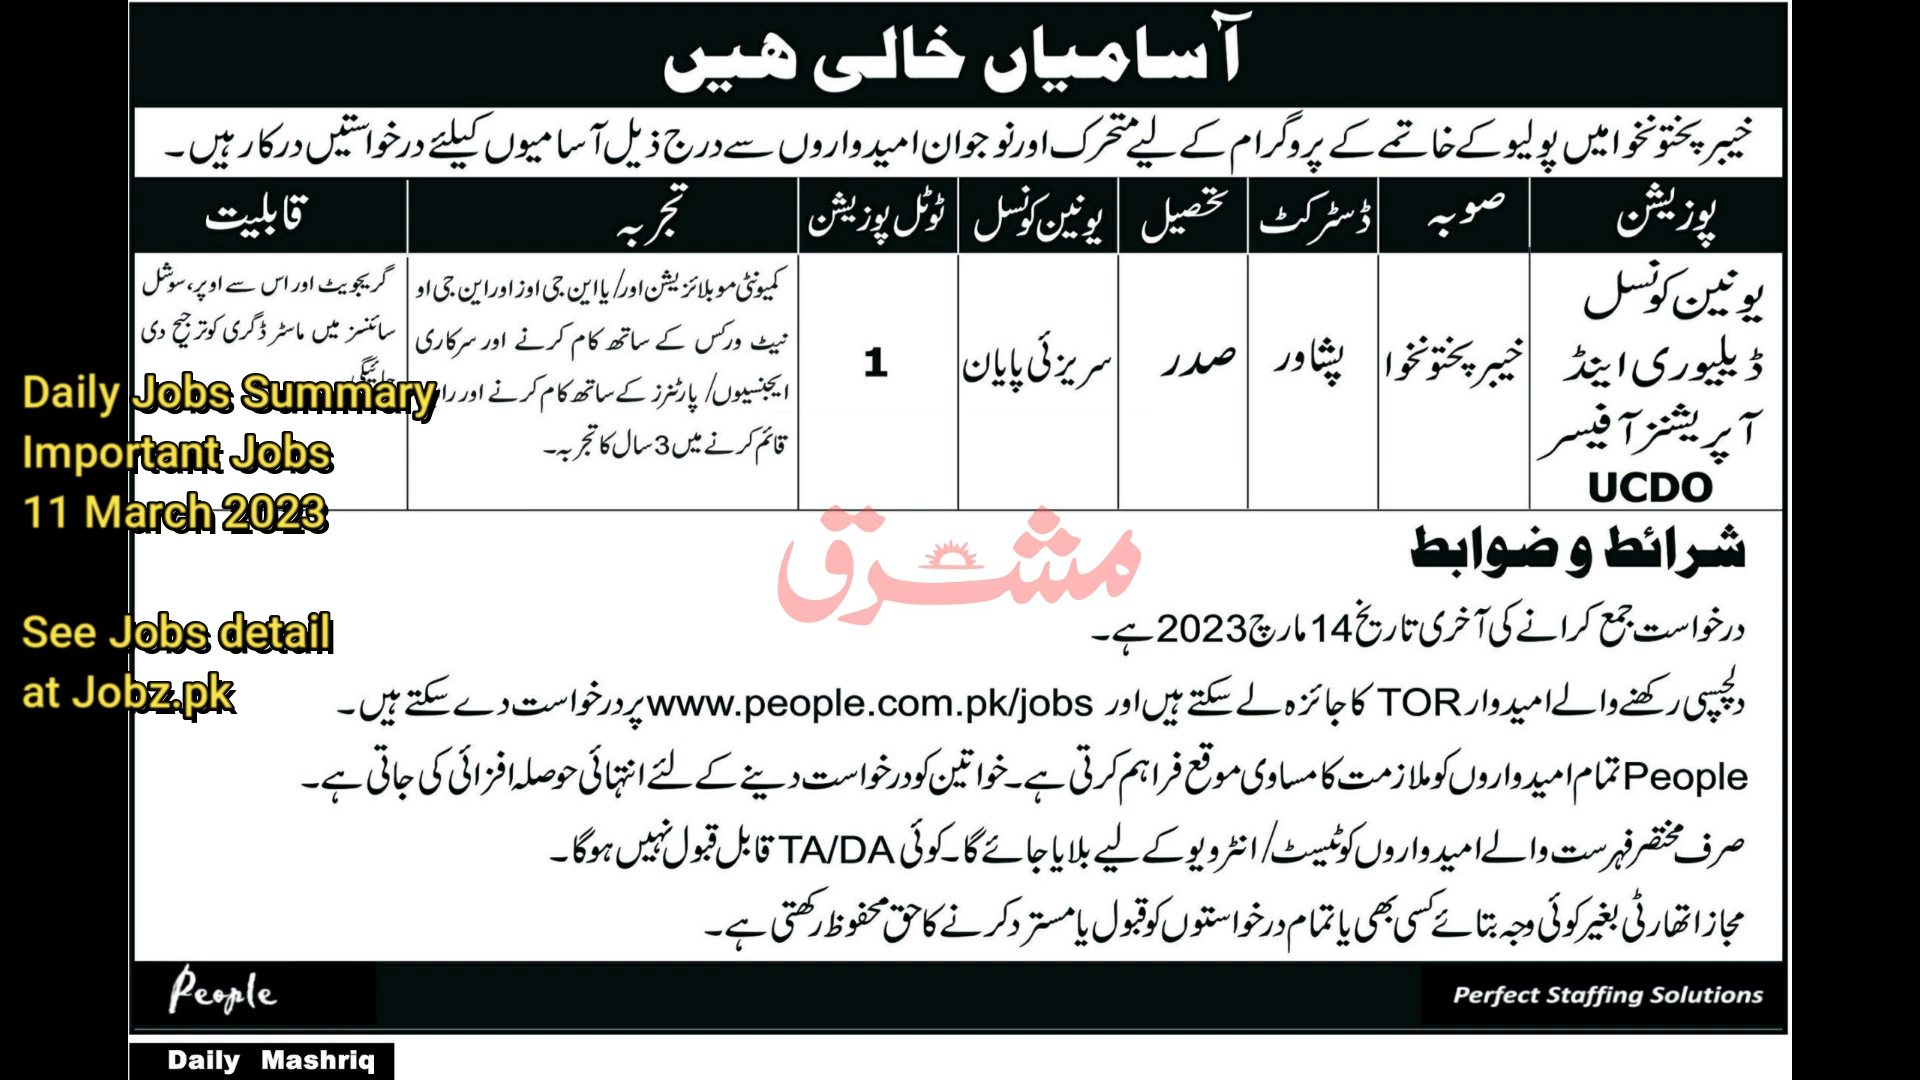 آسامیاں خالی ہیں
خیبر پختونخوا میں پولیو کے خاتمے کے پروگرام کے لیے متحرک اور نوجوان امیدواروں سے درج ذیل آسامیوں کیلئے درخواستیں درکار ہیں۔
پوزیشن صوبہ ڈسٹرکٹ تحصیل یونین کونسل ٹوٹل پوزیشن تجربہ قابلیت
یونین کونسل
ڈیلیوری اینڈ
آپریشنز آفیسر
UCDO
خیبر پختونخوا
پشاور
صدر
سریزئی پایان
1
کمیونٹی موبلائزیشن اور/یا این جی اوز اور این جی او
نیٹ ورکس کے ساتھ کام کرنے اور سرکاری
ایجنسیوں/ پارٹنرز کے ساتھ کام کرنے اور
قائم کرنے میں 3 سال کا تجربہ۔
گریجویٹ اور اس سے اوپر، سوشل
سائنسز میں ماسٹر ڈگری کو ترجیح دی
Daily Jobs Summary
Important Jobs
11 March 2023
See Jobs detail
at Jobz.pk
مشرق
شرائط و ضوابط
درخواست جمع کرانے کی آخری تاریخ 14 مارچ 2023 ہے۔
دلچسپی رکھنے والے امیدوار TOR کا جائزہ لے سکتے ہیں اور www.people.com.pk/jobs پر درخواست دے سکتے ہیں۔
People تمام امیدواروں کو ملازمت کا مساوی موقع فراہم کرتی ہے۔ خواتین کو درخواست دینے کے لئے انتہائی حوصلہ افزائی کی جاتی ہے۔
صرف مختصر فہرست والے امیدواروں کو ٹیسٹ/ انٹرویو کے لیے بلایا جائے گا۔ کوئی TA/DA قابل قبول نہیں ہوگا۔
مجاز اتھارٹی بغیر کوئی وجہ بتائے کسی بھی یا تمام درخواستوں کو قبول یا مسترد کرنے کا حق محفوظ رکھتی ہے۔
People
Perfect Staffing Solutions
Daily Mashriq